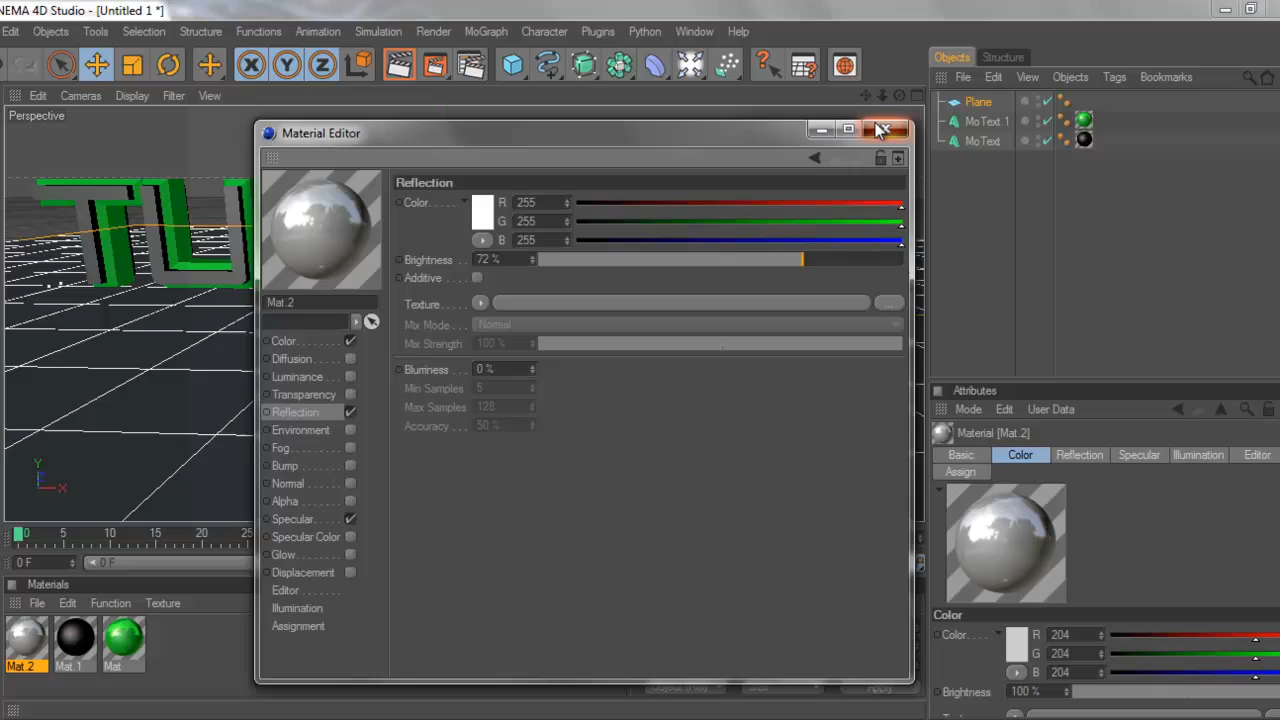 NEMA 4D Studio - [Untitled 1 *]
Edit Objects Tools Selection Structure Functions Animation Simulation Render MoGraph Character Plugins Python Window Help
Objects Structure
File Edit View Objects Tags Bookmarks
Edit Cameras Display Filter View
Plane
Perspective
MoText.1
MoText
Material Editor
Reflection
Color R 255
G 255
B 255
Brightness 72 %
Additive
Texture ...
Mix Mode Normal
Mix Strength 100 %
Blurriness 0 %
Min Samples 5
Max Samples 128
Accuracy 50 %
Mat.2
Color
Diffusion
Luminance
Transparency
Reflection
Environment
Fog
Bump
Normal
Alpha
Specular
Specular Color
Glow
Displacement
Editor
Illumination
Assignment
TU
Y
Z
X
0 5 10 15 20 25
0 F 0 F
Materials
File Edit Function Texture
Mat.2 Mat.1 Mat
Attributes
Mode Edit User Data
Material [Mat.2]
Basic Color Reflection Specular Illumination Editor
Assign
Color
Color R 204
G 204
B 204
Brightness 100 %
Size Apply